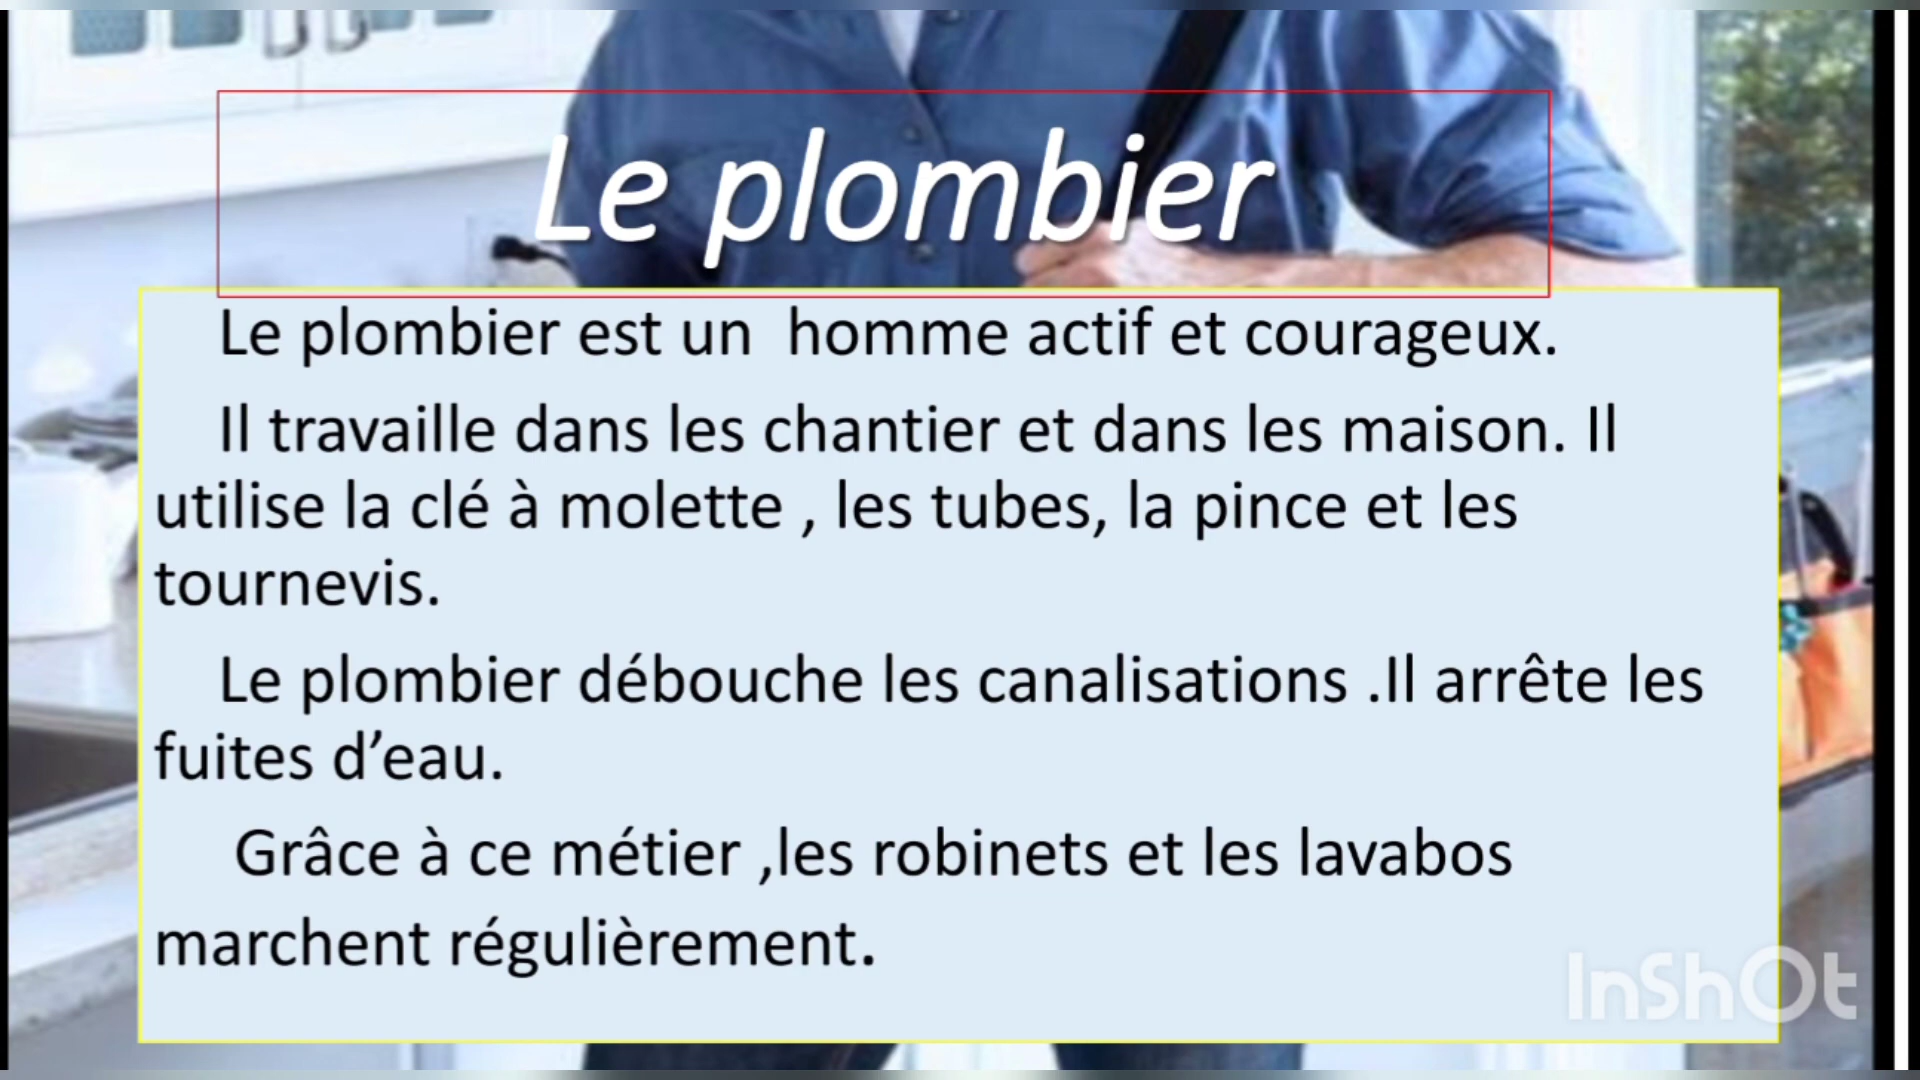 Le plombier
Le plombier est un homme actif et courageux.
Il travaille dans les chantier et dans les maison. Il
utilise la clé à molette , les tubes, la pince et les
tournevis.
Le plombier débouche les canalisations .Il arrête les
fuites d’eau.
Grâce à ce métier ,les robinets et les lavabos
marchent régulièrement.
InShOt